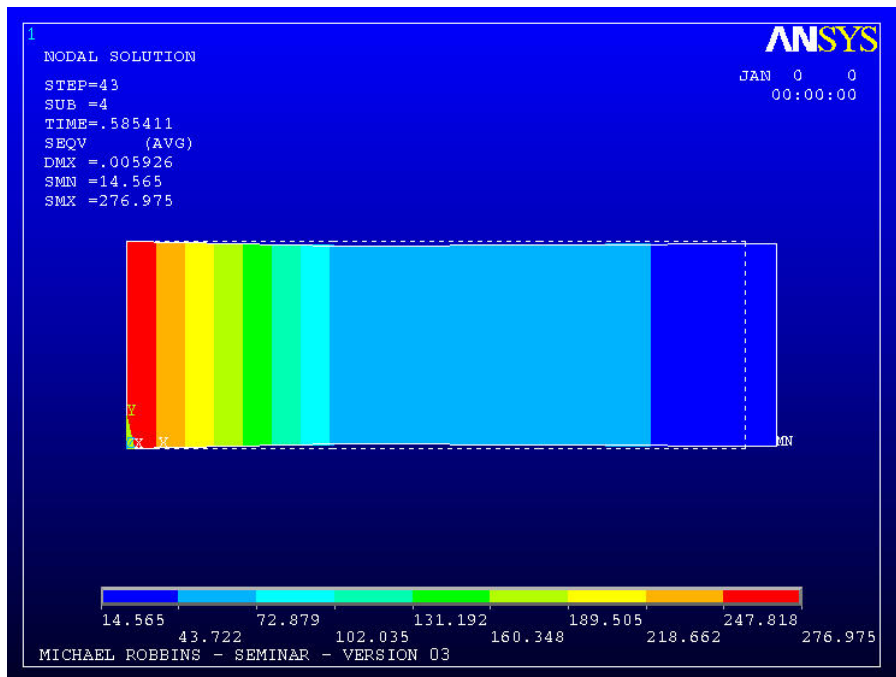 1
ANSYS
NODAL SOLUTION
JAN 0 0
00:00:00
STEP=43
SUB =4
TIME=.585411
SEQV (AVG)
DMX =.005926
SMN =14.565
SMX =276.975
Y
X X
MN
14.565 72.879 131.192 189.505 247.818
43.722 102.035 160.348 218.662 276.975
MICHAEL ROBBINS - SEMINAR - VERSION 03